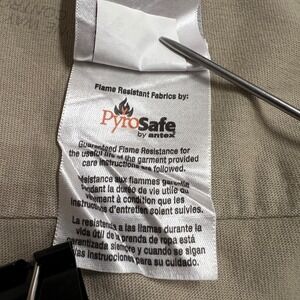 Flame Resistant Fabrics by:
PyroSafe
by antex
Guaranteed Flame Resistance for
the useful life of the garment provided
care instructions are followed.
Résistance aux flammes garantie
pendant la durée de vie utile du
vêtement à condition que les
instructions d'entretien soient suivies.
La resistencia a las llamas durante la
vida útil de la prenda de ropa está
garantizada siempre y cuando se sigan
las instrucciones para su cuidado.